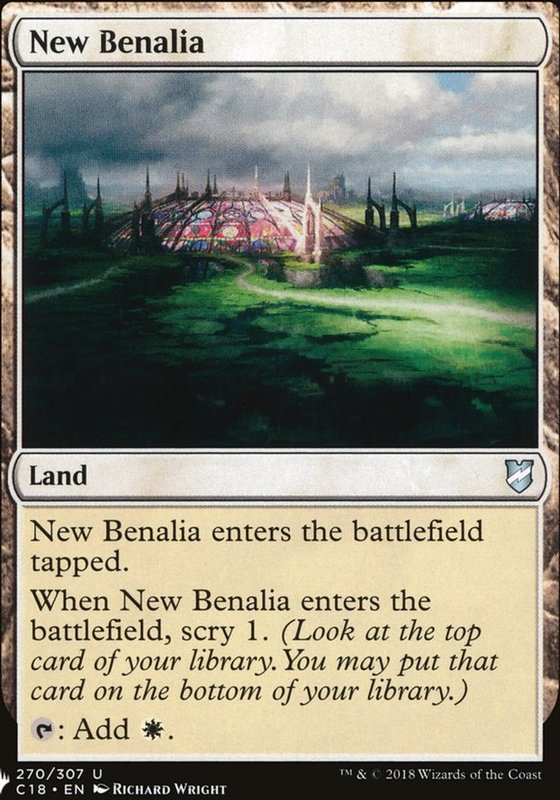 New Benalia
Land
New Benalia enters the battlefield
tapped.
When New Benalia enters the
battlefield, scry 1. (Look at the top
card of your library. You may put that
card on the bottom of your library.)
: Add .
270/307 U
C18 • EN Richard Wright
™ & © 2018 Wizards of the Coast